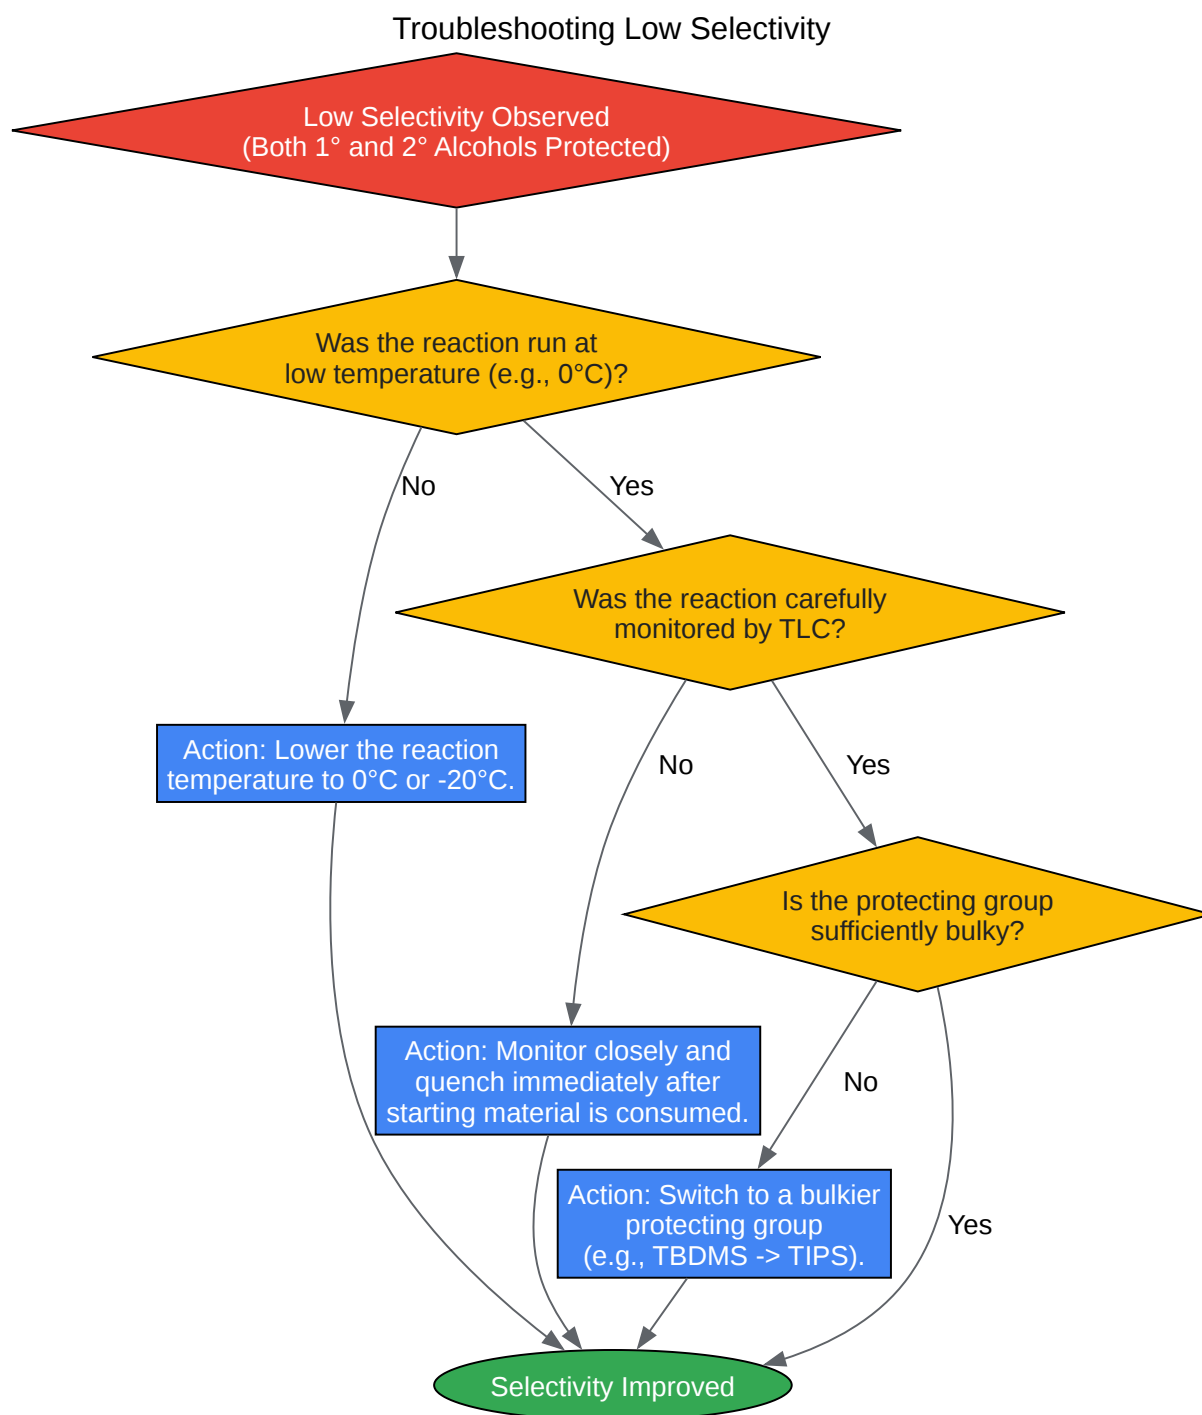 Troubleshooting Low Selectivity
Low Selectivity Observed
(Both 1° and 2° Alcohols Protected)
Was the reaction run at
low temperature (e.g., 0°C)?
No
Yes
Was the reaction carefully
monitored by TLC?
Action: Lower the reaction
temperature to 0°C or -20°C.
No
Yes
Is the protecting group
sufficiently bulky?
Action: Monitor closely and
quench immediately after
starting material is consumed.
No
Action: Switch to a bulkier
protecting group
(e.g., TBDMS -> TIPS).
Yes
Selectivity Improved